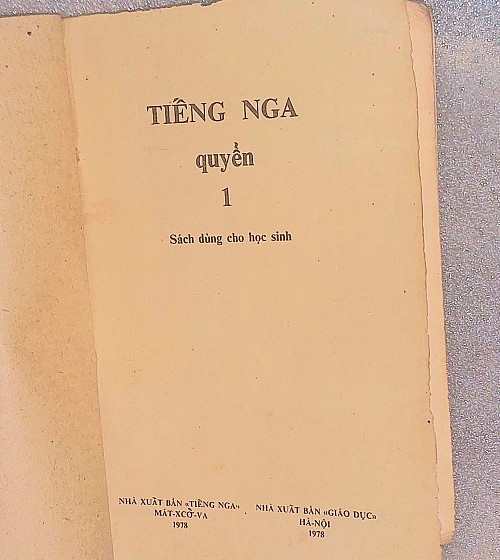 TIẾNG NGA
quyển
1
Sách dùng cho học sinh
NHÀ XUẤT BẢN «TIẾNG NGA»
MÁT-XCƠ-VA
1978
NHÀ XUẤT BẢN «GIÁO DỤC»
HÀ-NỘI
1978